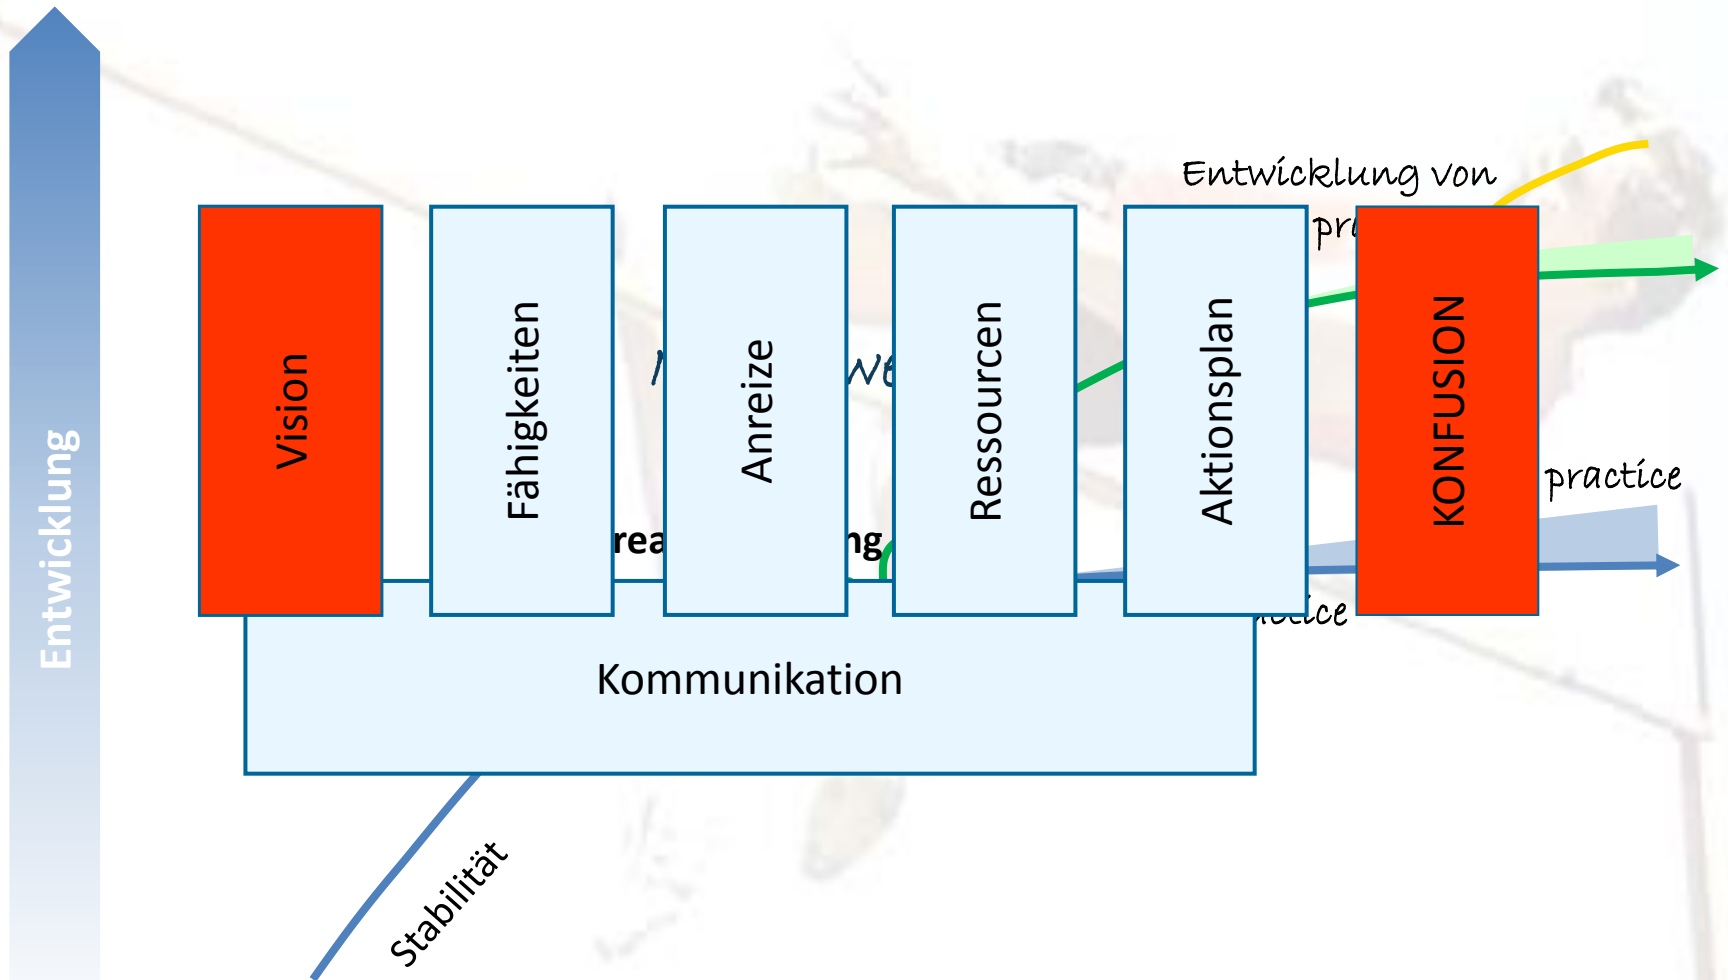 Entwicklung
Entwicklung von
Vision
Fähigkeiten
Anreize
Ressourcen
Aktionsplan
KONFUSION
practice
Kommunikation
Stabilität